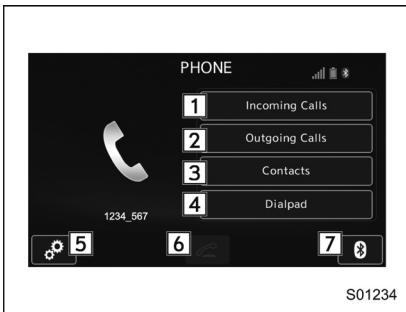 PHONE
1 Incoming Calls
2 Outgoing Calls
3 Contacts
4 Dialpad
1234_567
5 6 7
S01234